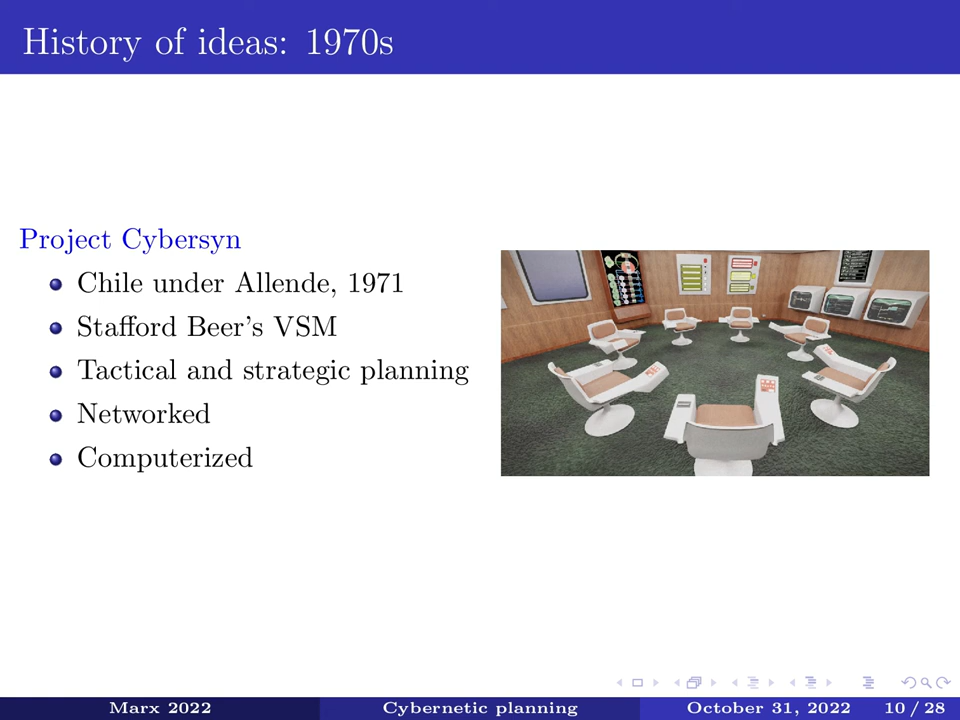 History of ideas: 1970s
Project Cybersyn
Chile under Allende, 1971
Stafford Beer's VSM
Tactical and strategic planning
Networked
Computerized
Marx 2022 Cybernetic planning October 31, 2022 10 / 28